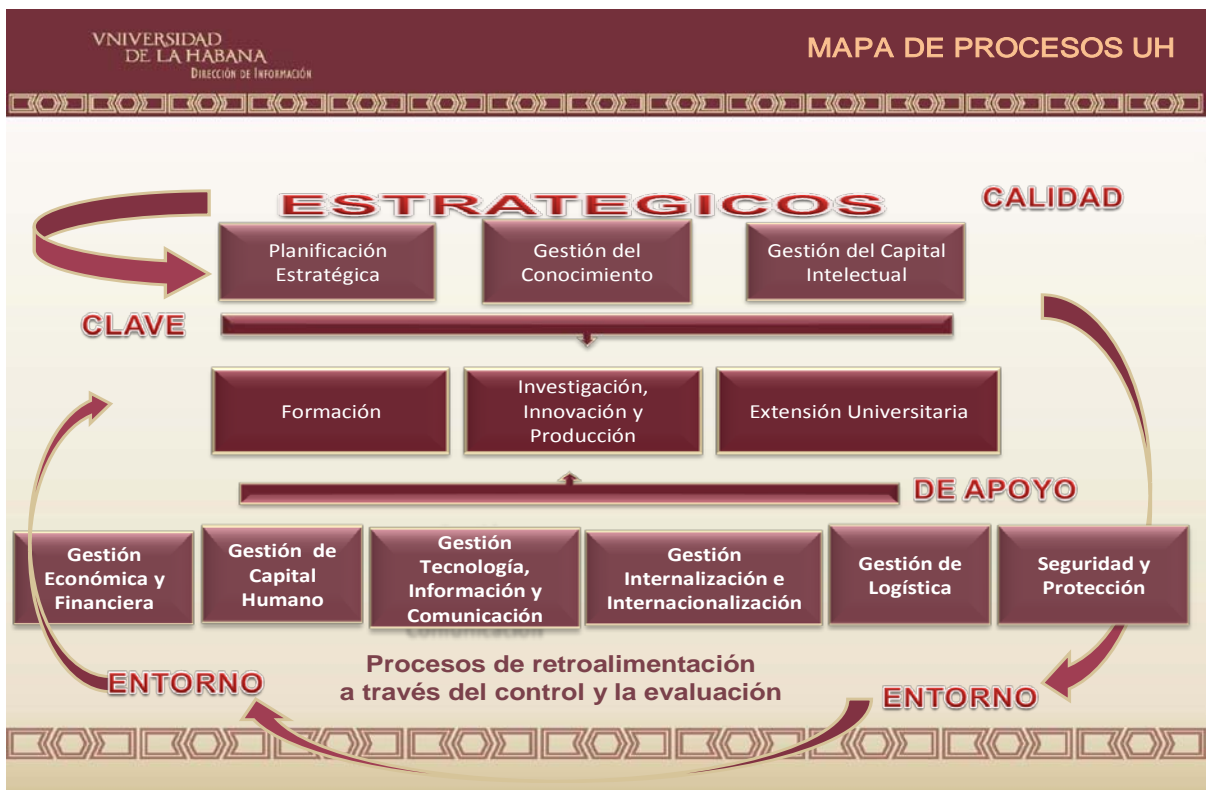 VNIVERSIDAD
DE LA HABANA
DIRECCIÓN DE INFORMACIÓN
MAPA DE PROCESOS UH
ESTRATEGICOS
CALIDAD
Planificación
Estratégica
Gestión del
Conocimiento
Gestión del Capital
Intelectual
CLAVE
Formación
Investigación,
Innovación y
Producción
Extensión Universitaria
DE APOYO
Gestión
Económica y
Financiera
Gestión de
Capital
Humano
Gestión
Tecnología,
Información y
Comunicación
Gestión
Internalización e
Internacionalización
Gestión de
Logística
Seguridad y
Protección
Procesos de retroalimentación
a través del control y la evaluación
ENTORNO
ENTORNO